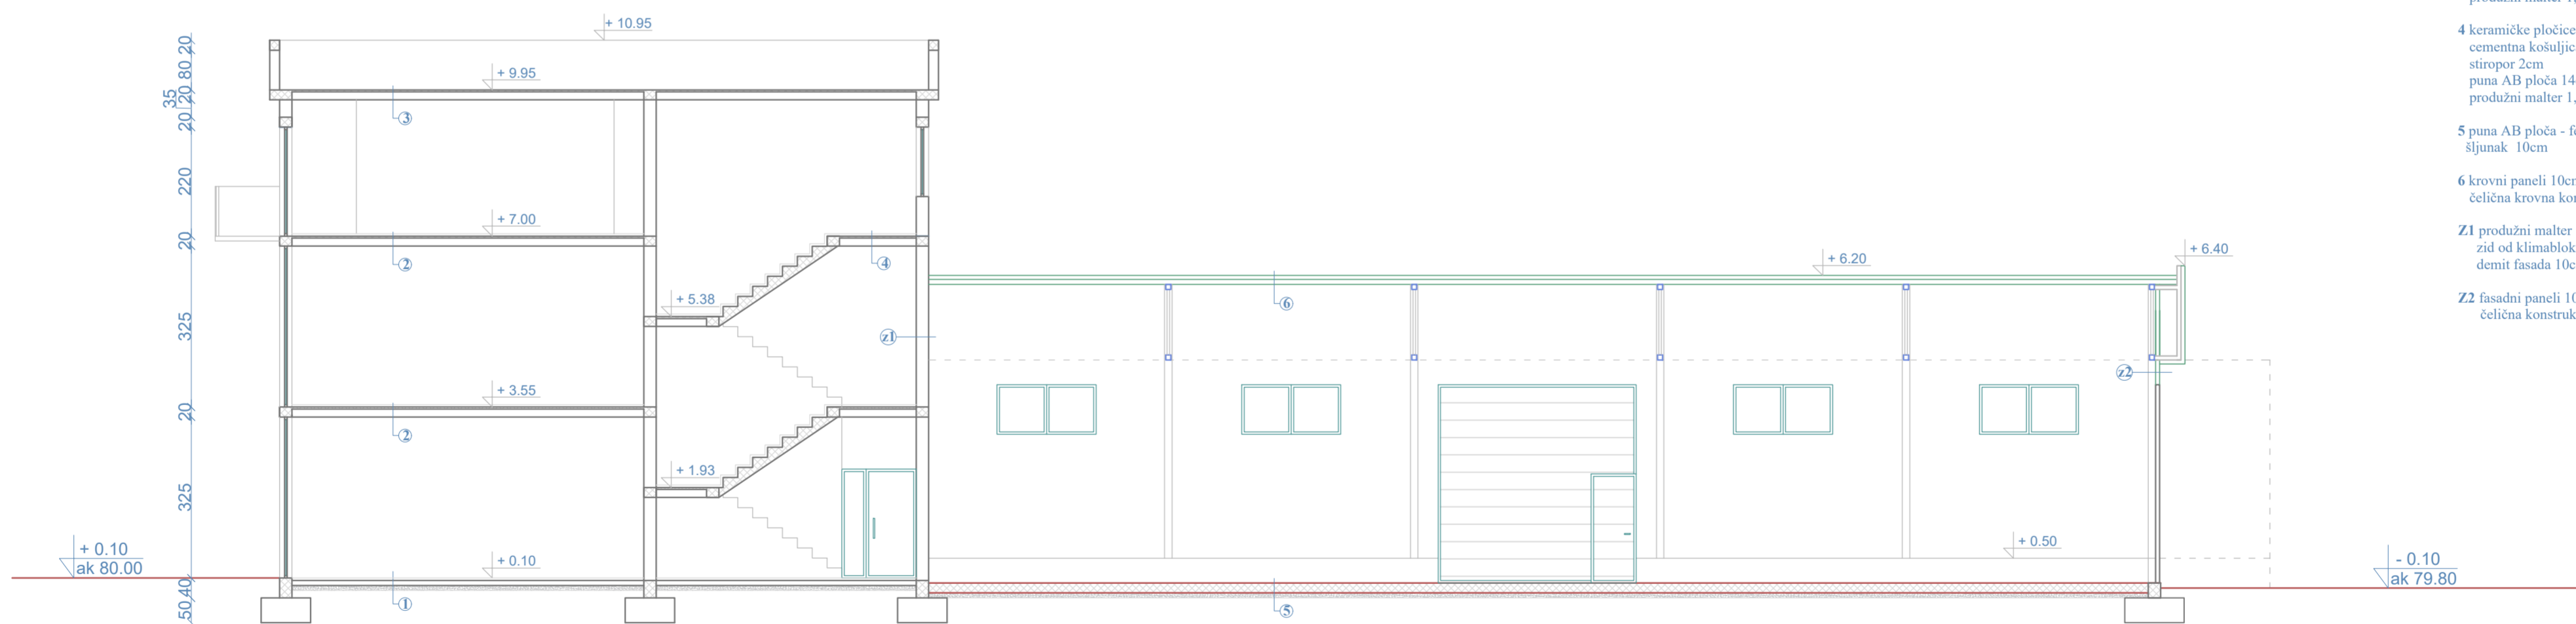 + 10.95
+ 9.95
20
80
20
35
20
220
20
325
20
325
40
50
3
+ 7.00
2
4
+ 5.38
z1
+ 3.55
2
+ 1.93
+ 0.10
1
+ 0.10
ak 80.00
6
+ 6.20
+ 6.40
z2
+ 0.50
5
- 0.10
ak 79.80
4 keramičke pločice
cementna košuljic
stiropor 2cm
puna AB ploča 14
produžni malter 1,
5 puna AB ploča - f
šljunak 10cm
6 krovni paneli 10c
čelična krovna ko
Z1 produžni malter
zid od klimablok
demit fasada 10c
Z2 fasadni paneli 10
čelična konstruk